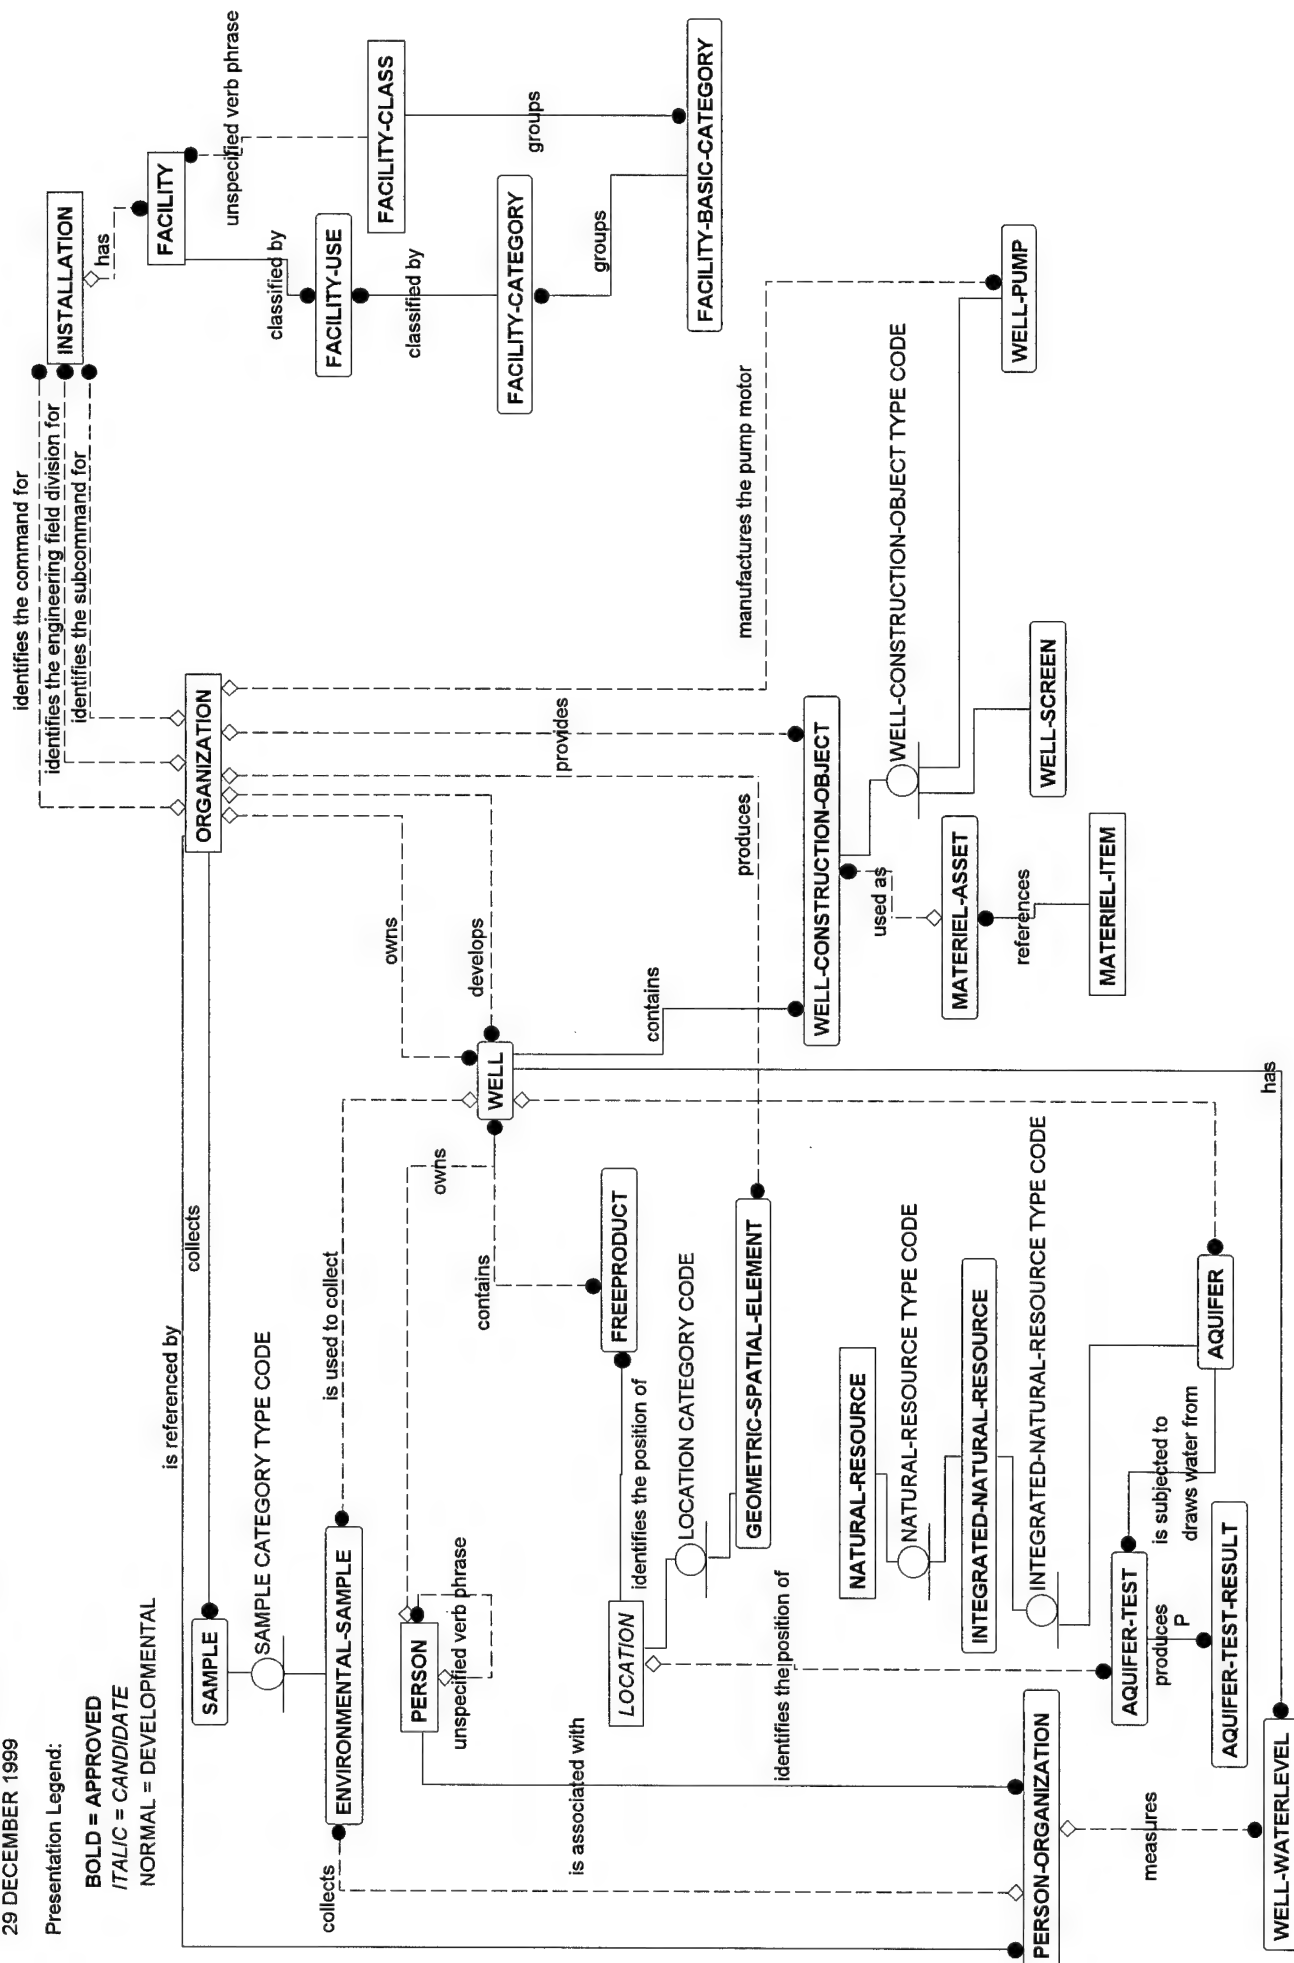 29 DECEMBER 1999
Presentation Legend:
BOLD = APPROVED
ITALIC = CANDIDATE
NORMAL = DEVELOPMENTAL
is referenced by
collects
identifies the command for
identifies the engineering field division for
identifies the subcommand for
INSTALLATION
has
FACILITY
unspecified verb phrase
SAMPLE
SAMPLE CATEGORY TYPE CODE
ORGANIZATION
classified by
FACILITY-USE
FACILITY-CLASS
collects
ENVIRONMENTAL-SAMPLE
is used to collect
owns
classified by
PERSON
unspecified verb phrase
owns
develops
FACILITY-CATEGORY
groups
contains
WELL
provides
groups
is associated with
LOCATION
identifies the position of
FREEPRODUCT
contains
FACILITY-BASIC-CATEGORY
LOCATION CATEGORY CODE
GEOMETRIC-SPATIAL-ELEMENT
produces
manufactures the pump motor
identifies the position of
NATURAL-RESOURCE
WELL-CONSTRUCTION-OBJECT
used as
NATURAL-RESOURCE TYPE CODE
WELL-CONSTRUCTION-OBJECT TYPE CODE
INTEGRATED-NATURAL-RESOURCE
MATERIEL-ASSET
WELL-PUMP
PERSON-ORGANIZATION
INTEGRATED-NATURAL-RESOURCE TYPE CODE
references
WELL-SCREEN
AQUIFER-TEST
MATERIEL-ITEM
measures
produces
P
is subjected to
draws water from
AQUIFER
AQUIFER-TEST-RESULT
has
WELL-WATERLEVEL